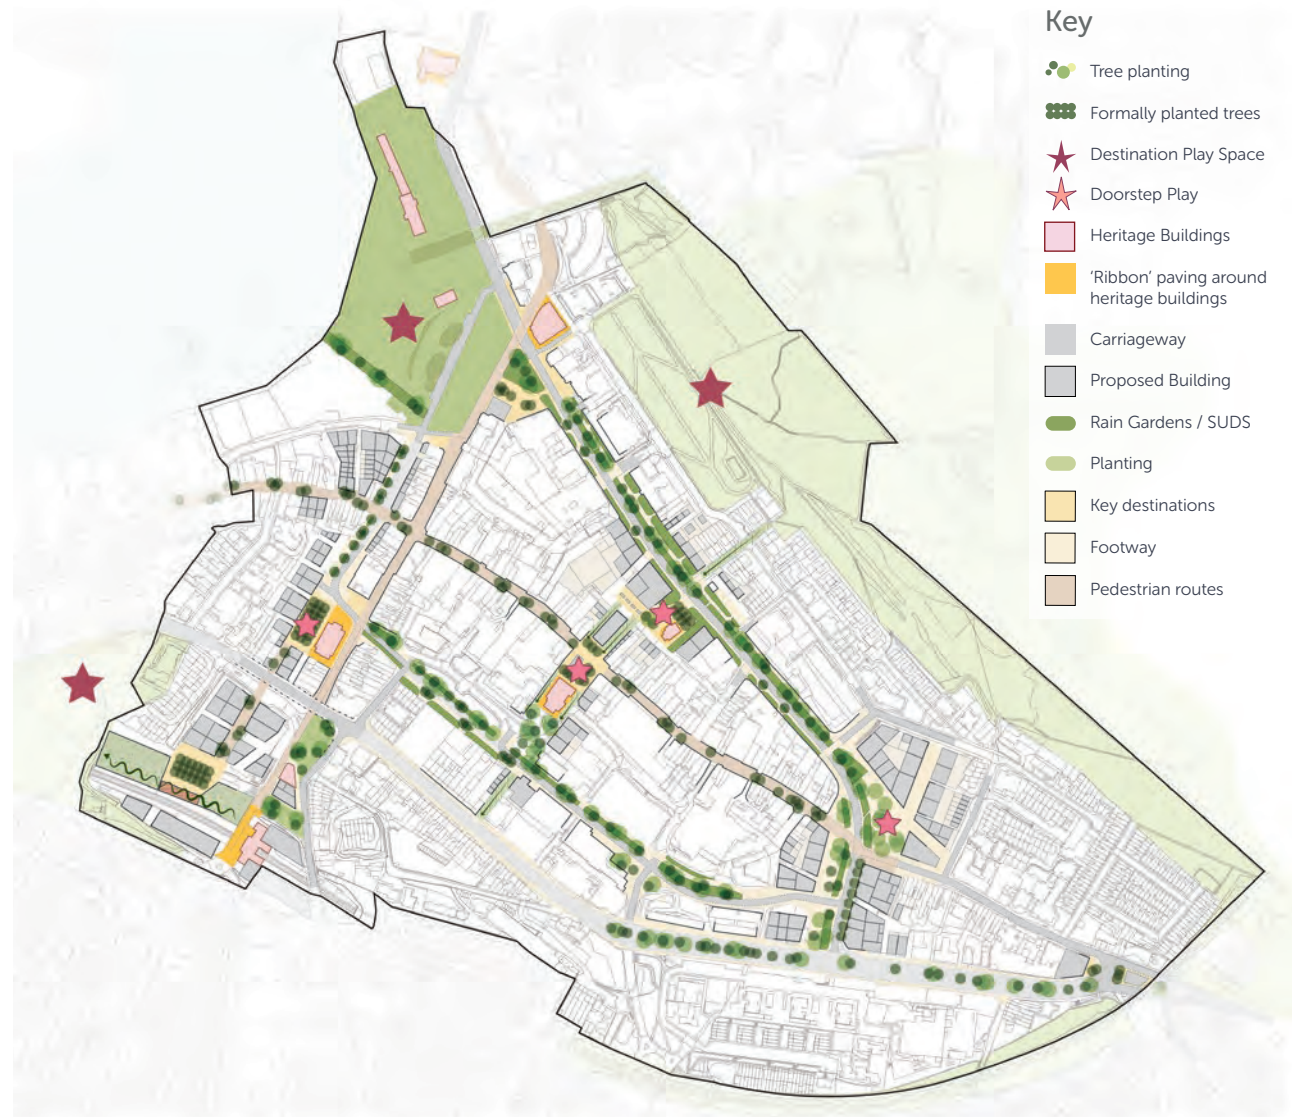 Key
Tree planting
Formally planted trees
Destination Play Space
Doorstep Play
Heritage Buildings
‘Ribbon’ paving around
heritage buildings
Carriageway
Proposed Building
Rain Gardens / SUDS
Planting
Key destinations
Footway
Pedestrian routes